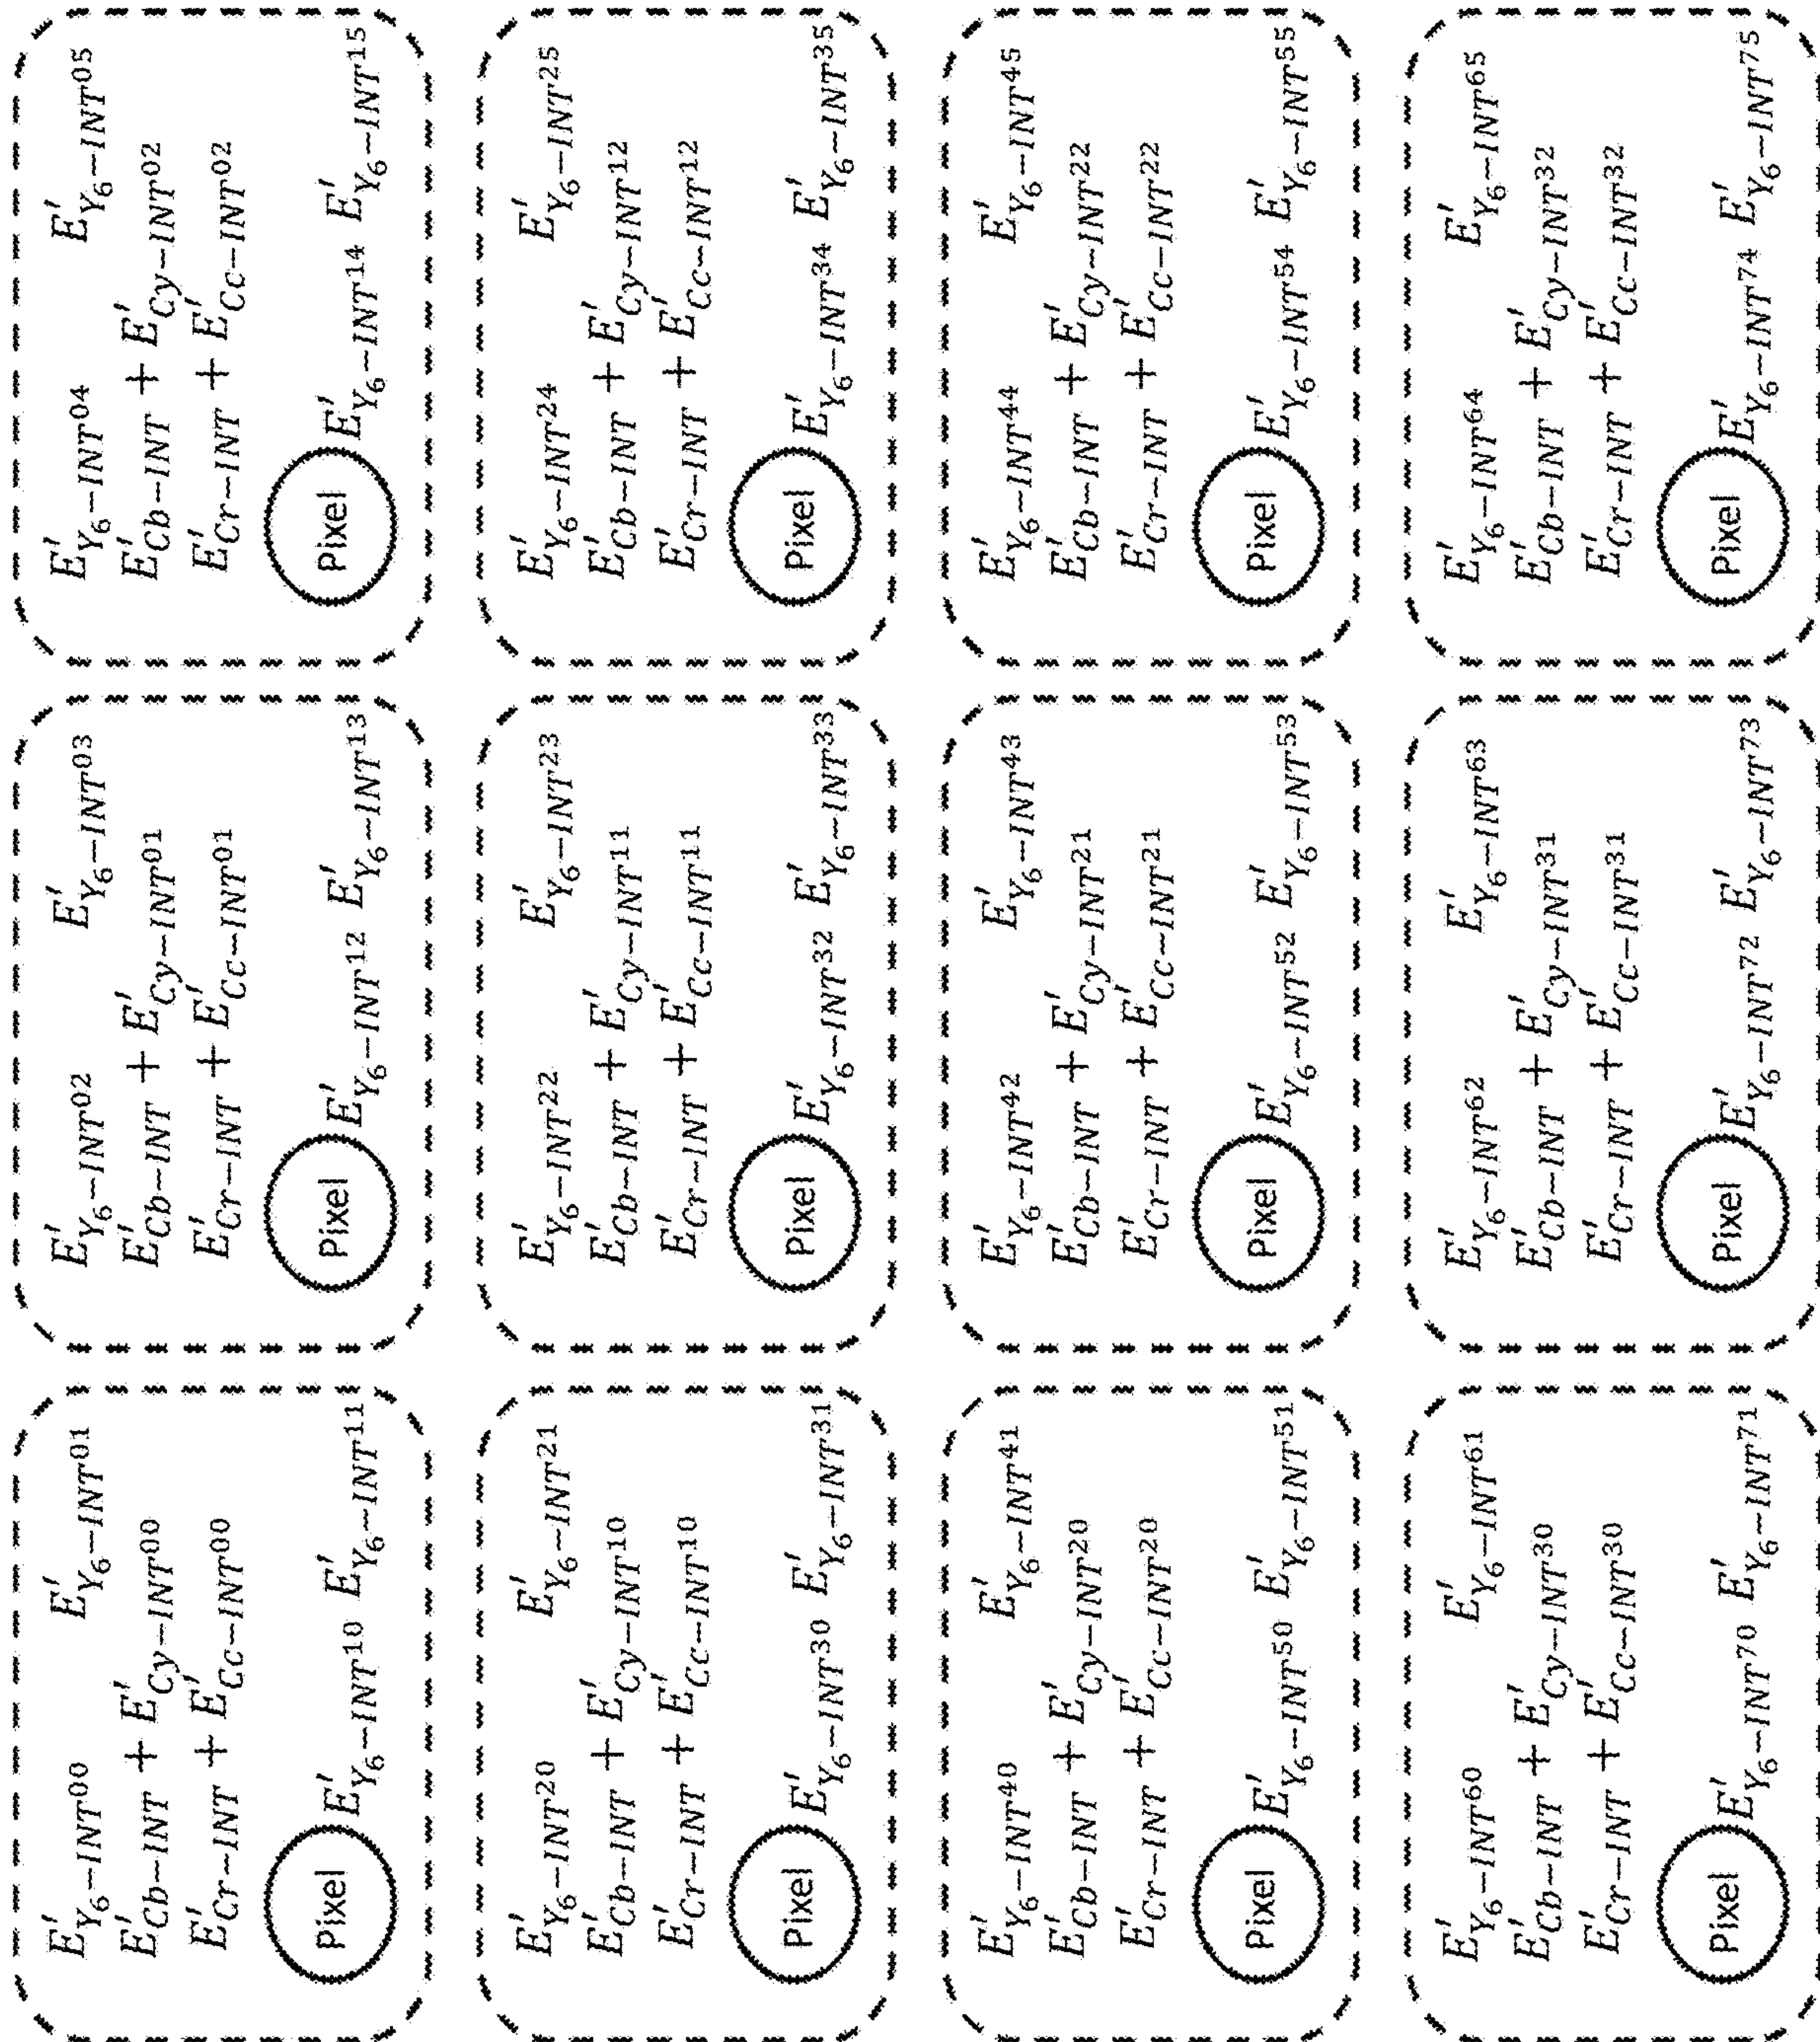 E′Y₆−INT⁰⁰ E′Y₆−INT⁰¹
E′Cb−INT + E′Cy−INT⁰⁰
E′Cr−INT + E′Cc−INT⁰⁰
Pixel E′Y₆−INT¹⁰ E′Y₆−INT¹¹
E′Y₆−INT⁰² E′Y₆−INT⁰³
E′Cb−INT + E′Cy−INT⁰¹
E′Cr−INT + E′Cc−INT⁰¹
Pixel E′Y₆−INT¹² E′Y₆−INT¹³
E′Y₆−INT⁰⁴ E′Y₆−INT⁰⁵
E′Cb−INT + E′Cy−INT⁰²
E′Cr−INT + E′Cc−INT⁰²
Pixel E′Y₆−INT¹⁴ E′Y₆−INT¹⁵
E′Y₆−INT²⁰ E′Y₆−INT²¹
E′Cb−INT + E′Cy−INT¹⁰
E′Cr−INT + E′Cc−INT¹⁰
Pixel E′Y₆−INT³⁰ E′Y₆−INT³¹
E′Y₆−INT²² E′Y₆−INT²³
E′Cb−INT + E′Cy−INT¹¹
E′Cr−INT + E′Cc−INT¹¹
Pixel E′Y₆−INT³² E′Y₆−INT³³
E′Y₆−INT²⁴ E′Y₆−INT²⁵
E′Cb−INT + E′Cy−INT¹²
E′Cr−INT + E′Cc−INT¹²
Pixel E′Y₆−INT³⁴ E′Y₆−INT³⁵
E′Y₆−INT⁴⁰ E′Y₆−INT⁴¹
E′Cb−INT + E′Cy−INT²⁰
E′Cr−INT + E′Cc−INT²⁰
Pixel E′Y₆−INT⁵⁰ E′Y₆−INT⁵¹
E′Y₆−INT⁴² E′Y₆−INT⁴³
E′Cb−INT + E′Cy−INT²¹
E′Cr−INT + E′Cc−INT²¹
Pixel E′Y₆−INT⁵² E′Y₆−INT⁵³
E′Y₆−INT⁴⁴ E′Y₆−INT⁴⁵
E′Cb−INT + E′Cy−INT²²
E′Cr−INT + E′Cc−INT²²
Pixel E′Y₆−INT⁵⁴ E′Y₆−INT⁵⁵
E′Y₆−INT⁶⁰ E′Y₆−INT⁶¹
E′Cb−INT + E′Cy−INT³⁰
E′Cr−INT + E′Cc−INT³⁰
Pixel E′Y₆−INT⁷⁰ E′Y₆−INT⁷¹
E′Y₆−INT⁶² E′Y₆−INT⁶³
E′Cb−INT + E′Cy−INT³¹
E′Cr−INT + E′Cc−INT³¹
Pixel E′Y₆−INT⁷² E′Y₆−INT⁷³
E′Y₆−INT⁶⁴ E′Y₆−INT⁶⁵
E′Cb−INT + E′Cy−INT³²
E′Cr−INT + E′Cc−INT³²
Pixel E′Y₆−INT⁷⁴ E′Y₆−INT⁷⁵